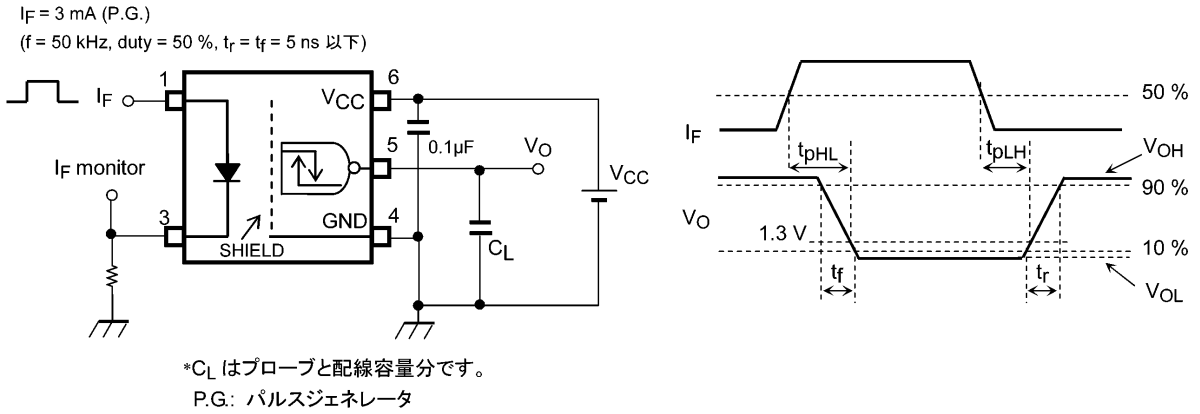 IF = 3 mA (P.G.)
(f = 50 kHz, duty = 50 %, tr = tf = 5 ns 以下)
1
IF
IF monitor
3
SHIELD
VCC
6
5
GND
4
0.1μF
VO
CL
VCC
*CL はプローブと配線容量分です。
P.G.: パルスジェネレータ
IF
50 %
tpHL
tpLH
VOH
90 %
VO
1.3 V
10 %
tf
tr
VOL